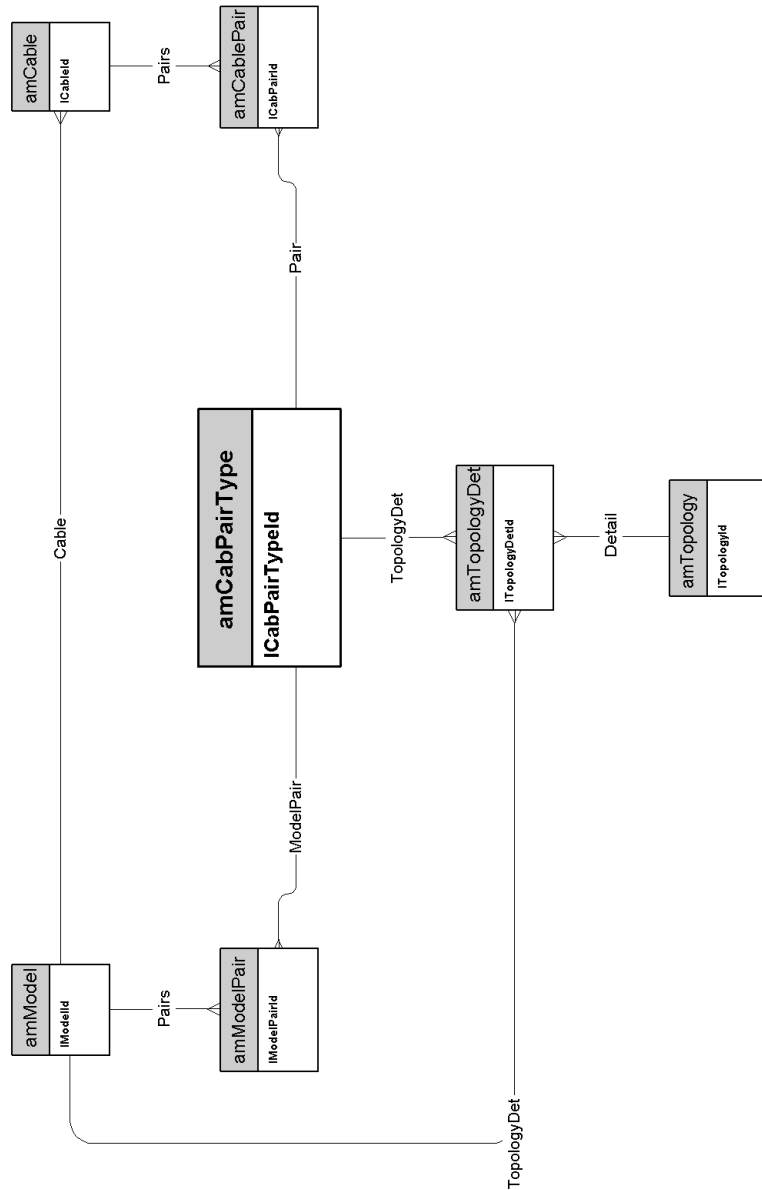 amModel
lModelId
Cable
amCable
lCableId
Pairs
Pairs
amModelPair
lModelPairId
amCabPairType
lCabPairTypeId
amCablePair
lCabPairId
ModelPair
Pair
TopologyDet
amTopologyDet
lTopologyDetId
TopologyDet
Detail
amTopology
lTopologyId